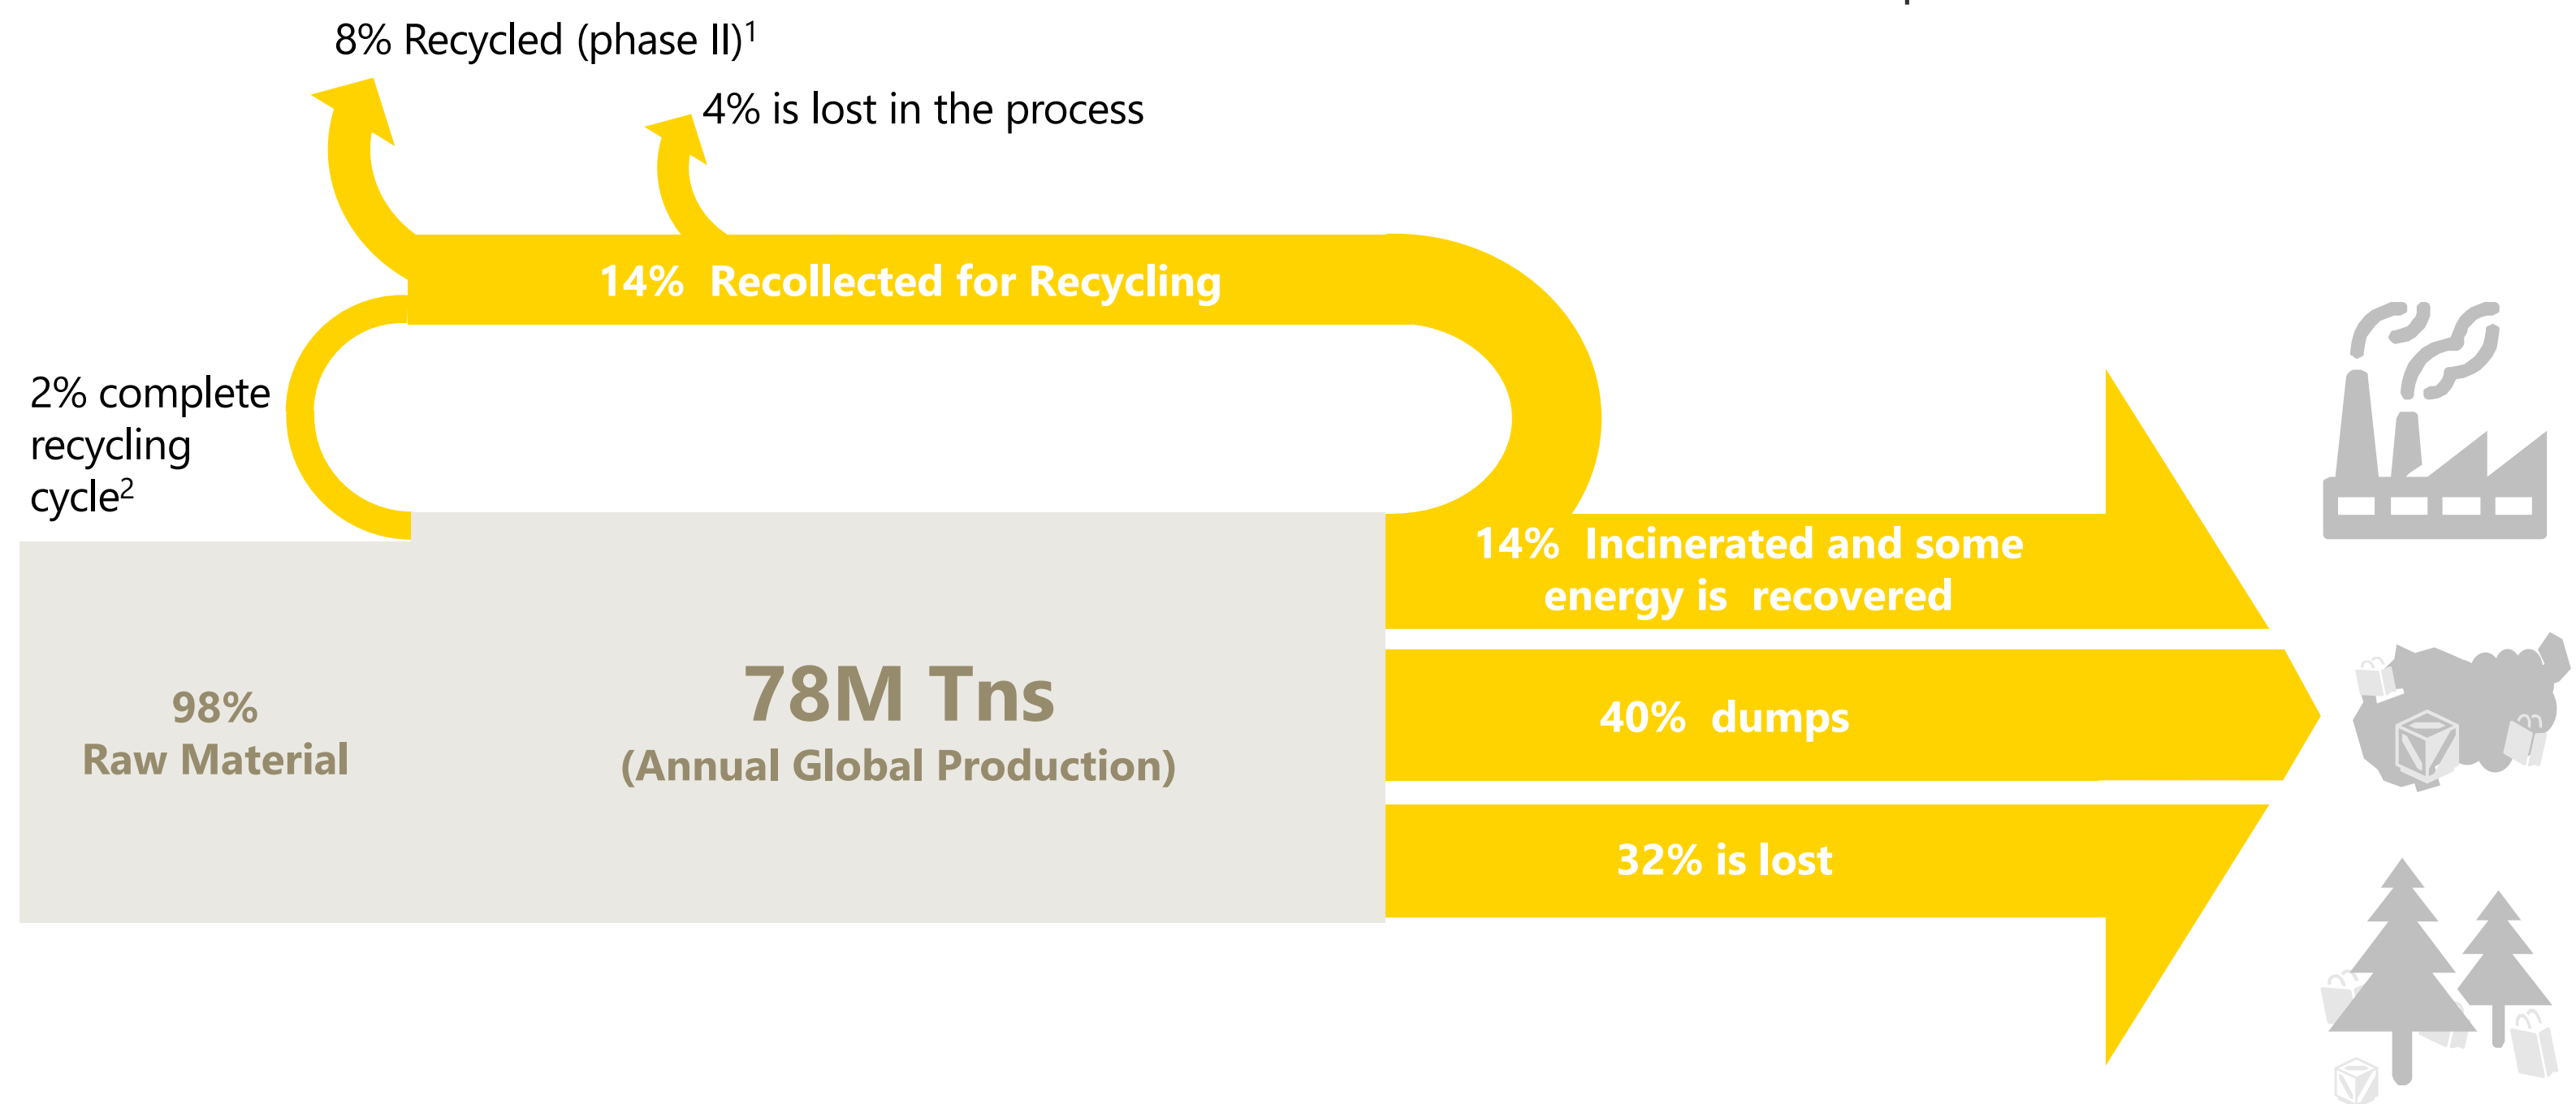 8% Recycled (phase II)¹
4% is lost in the process
14% Recollected for Recycling
2% complete
recycling
cycle²
14% Incinerated and some
energy is recovered
98%
Raw Material
78M Tns
(Annual Global Production)
40% dumps
32% is lost